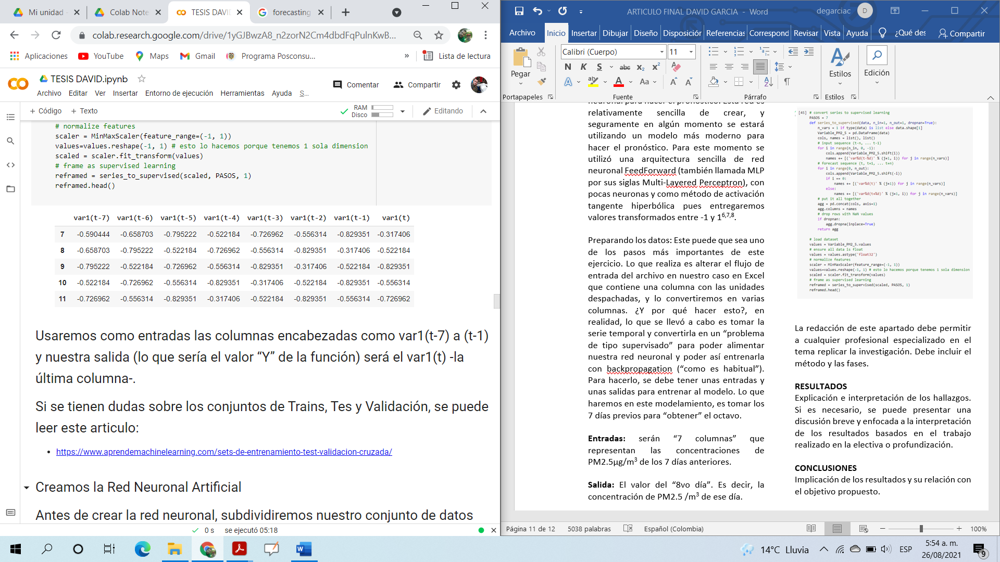 Mi unidad -
Colab Note
TESIS DAVI
forecasting
colab.research.google.com/drive/1yGJBwzA8_n2zorN2Cm4dbdFqPulnKwB...
Aplicaciones
YouTube
Maps
Gmail
Programa Posconsu...
»
Lista de lectura
TESIS DAVID.ipynb
Comentar
Compartir
Archivo Editar Ver Insertar Entorno de ejecución Herramientas Ayuda S...
+ Código + Texto
RAM
Disco
Editando
# normalize features
scaler = MinMaxScaler(feature_range=(-1, 1))
values=values.reshape(-1, 1) # esto lo hacemos porque tenemos 1 sola dimension
scaled = scaler.fit_transform(values)
# frame as supervised learning
reframed = series_to_supervised(scaled, PASOS, 1)
reframed.head()
var1(t-7) var1(t-6) var1(t-5) var1(t-4) var1(t-3) var1(t-2) var1(t-1) var1(t)
7 -0.590444 -0.658703 -0.795222 -0.522184 -0.726962 -0.556314 -0.829351 -0.317406
8 -0.658703 -0.795222 -0.522184 -0.726962 -0.556314 -0.829351 -0.317406 -0.522184
9 -0.795222 -0.522184 -0.726962 -0.556314 -0.829351 -0.317406 -0.522184 -0.829351
10 -0.522184 -0.726962 -0.556314 -0.829351 -0.317406 -0.522184 -0.829351 -0.556314
11 -0.726962 -0.556314 -0.829351 -0.317406 -0.522184 -0.829351 -0.556314 -0.726962
Usaremos como entradas las columnas encabezadas como var1(t-7) a (t-1)
y nuestra salida (lo que sería el valor “Y” de la función) será el var1(t) -la
última columna-.
Si se tienen dudas sobre los conjuntos de Trains, Tes y Validación, se puede
leer este articulo:
• https://www.aprendemachinelearning.com/sets-de-entrenamiento-test-validacion-cruzada/
Creamos la Red Neuronal Artificial
Antes de crear la red neuronal, subdividiremos nuestro conjunto de datos
0 s se ejecutó 05:18
ARTICULO FINAL DAVID GARCIA - Word
degarciac
D
Archivo Inicio Insertar Dibujar Diseño Disposiciór Referencias Correspond Revisar Vista Ayuda ¿Qué des Compartir
Pegar
Calibri (Cuerpo) 11
N K S abc x₂ x²
A ab A Aa A A
Estilos
Edición
Portapapeles
Fuente
Párrafo
Estilos
neuronal para hacer el pronóstico. Esta red es
relativamente sencilla de crear, y
seguramente en algún momento se estará
utilizando un modelo más moderno para
hacer el pronóstico. Para este momento se
utilizó una arquitectura sencilla de red
neuronal FeedForward (también llamada MLP
por sus siglas Multi-Layered Perceptron), con
pocas neuronas y como método de activación
tangente hiperbólica pues entregaremos
valores transformados entre -1 y 1⁶,⁷,⁸.
Preparando los datos: Este puede que sea uno
de los pasos más importantes de este
ejercicio. Lo que realiza es alterar el flujo de
entrada del archivo en nuestro caso en Excel
que contiene una columna con las unidades
despachadas, y lo convertiremos en varias
columnas. ¿Y por qué hacer esto?, en
realidad, lo que se llevó a cabo es tomar la
serie temporal y convertirla en un “problema
de tipo supervisado” para poder alimentar
nuestra red neuronal y poder así entrenarla
con backpropagation (“como es habitual”).
Para hacerlo, se debe tener unas entradas y
unas salidas para entrenar al modelo. Lo que
haremos en este modelamiento, es tomar los
7 días previos para “obtener” el octavo.
Entradas: serán “7 columnas” que
representan las concentraciones de
PM2.5µg/m³ de los 7 días anteriores.
Salida: El valor del “8vo día”. Es decir, la
concentración de PM2.5 /m³ de ese día.
[45] # convert series to supervised learning
PASOS = 7
def series_to_supervised(data, n_in=1, n_out=1, dropnan=True):
n_vars = 1 if type(data) is list else data.shape[1]
Variable_PM2_5 = pd.DataFrame(data)
cols, names = list(), list()
# input sequence (t-n, ... t-1)
for i in range(n_in, 0, -1):
cols.append(Variable_PM2_5.shift(i))
names += [('var%d(t-%d)' % (j+1, i)) for j in range(n_vars)]
# forecast sequence (t, t+1, ... t+n)
for i in range(0, n_out):
cols.append(Variable_PM2_5.shift(-i))
if i == 0:
names += [('var%d(t)' % (j+1)) for j in range(n_vars)]
else:
names += [('var%d(t+%d)' % (j+1, i)) for j in range(n_vars)]
# put it all together
agg = pd.concat(cols, axis=1)
agg.columns = names
# drop rows with NaN values
if dropnan:
agg.dropna(inplace=True)
return agg
# load dataset
values = Variable_PM2_5.values
# ensure all data is float
values = values.astype('float32')
# normalize features
scaler = MinMaxScaler(feature_range=(-1, 1))
values=values.reshape(-1, 1) # esto lo hacemos porque tenemos 1 sola dimension
scaled = scaler.fit_transform(values)
# frame as supervised learning
reframed = series_to_supervised(scaled, PASOS, 1)
reframed.head()
La redacción de este apartado debe permitir
a cualquier profesional especializado en el
tema replicar la investigación. Debe incluir el
método y las fases.
RESULTADOS
Explicación e interpretación de los hallazgos.
Si es necesario, se puede presentar una
discusión breve y enfocada a la interpretación
de los resultados basados en el trabajo
realizado en la electiva o profundización.
CONCLUSIONES
Implicación de los resultados y su relación con
el objetivo propuesto.
Página 11 de 12 5038 palabras Español (Colombia) 100%
14°C Lluvia
ESP
5:54 a. m.
26/08/2021
9